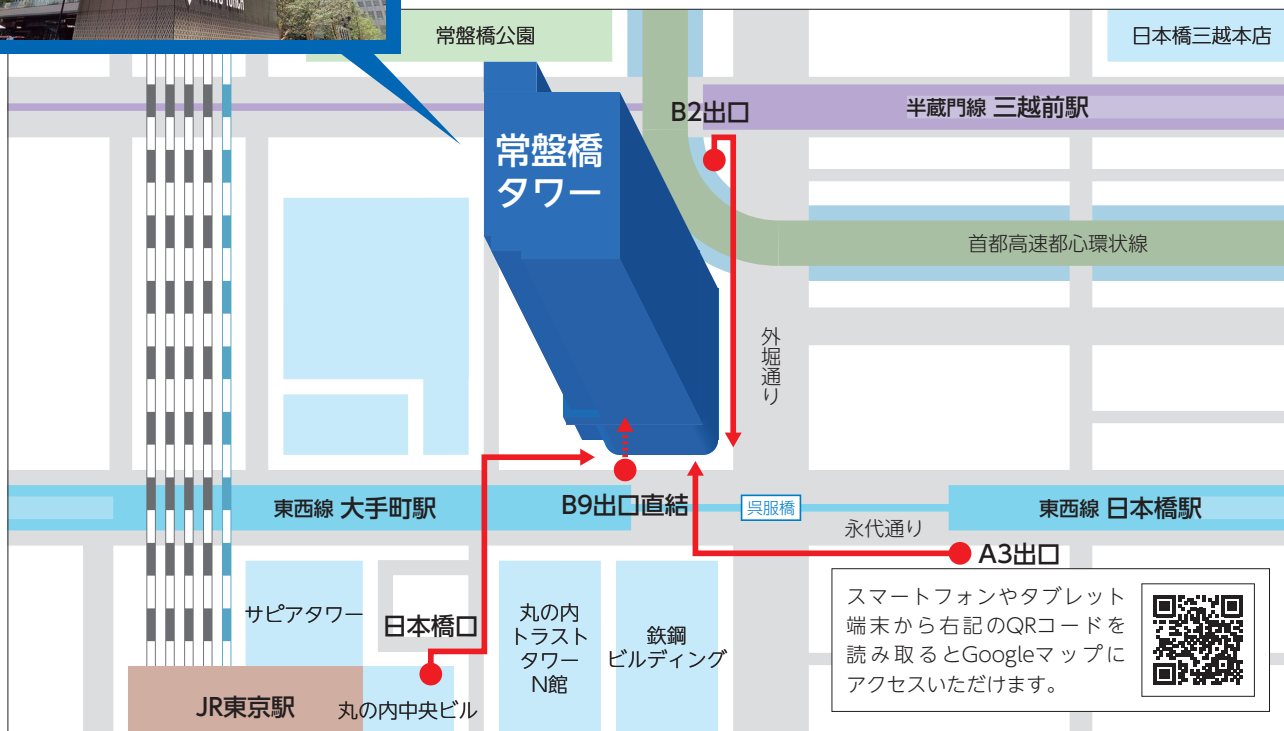 常盤橋公園
日本橋三越本店
B2出口
半蔵門線 三越前駅
常盤橋
タワー
首都高速都心環状線
外堀通り
東西線 大手町駅
B9出口直結
呉服橋
東西線 日本橋駅
永代通り
A3出口
サピアタワー
日本橋口
丸の内
トラスト
タワー
N館
鉄鋼
ビルディング
JR東京駅
丸の内中央ビル
スマートフォンやタブレット
端末から右記のQRコードを
読み取るとGoogleマップに
アクセスいただけます。